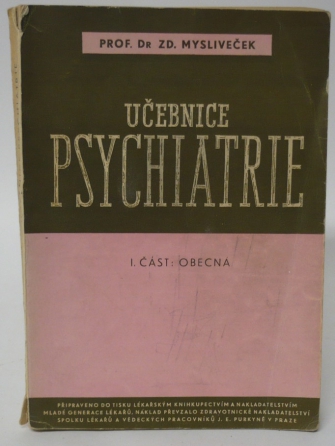 PROF. DR ZD. MYSLIVEČEK
UČEBNICE
PSYCHIATRIE
I. ČÁST: OBECNA
PŘIPRAVENO DO TISKU LÉKAŘSKÝM KNIHKUPECTVÍM A NAKLADATELSTVÍM
MLADÉ GENERACE LÉKAŘŮ, NÁKLAD PŘEVZALO ZDRAVOTNICKÉ NAKLADATELSTVÍ
SPOLKU LÉKAŘŮ A VĚDECKÝCH PRACOVNÍKŮ J. E. PURKYNĚ V PRAZE